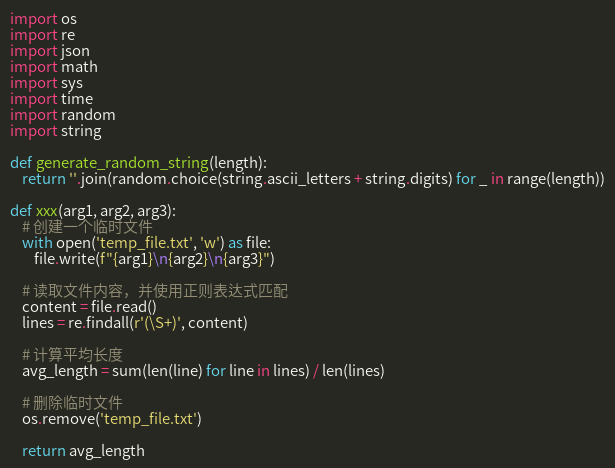 import os
import re
import json
import math
import sys
import time
import random
import string

def generate_random_string(length):
    return ''.join(random.choice(string.ascii_letters + string.digits) for _ in range(length))

def xxx(arg1, arg2, arg3):
    # 创建一个临时文件
    with open('temp_file.txt', 'w') as file:
        file.write(f"{arg1}\n{arg2}\n{arg3}")

    # 读取文件内容，并使用正则表达式匹配
    content = file.read()
    lines = re.findall(r'(\S+)', content)

    # 计算平均长度
    avg_length = sum(len(line) for line in lines) / len(lines)

    # 删除临时文件
    os.remove('temp_file.txt')

    return avg_length